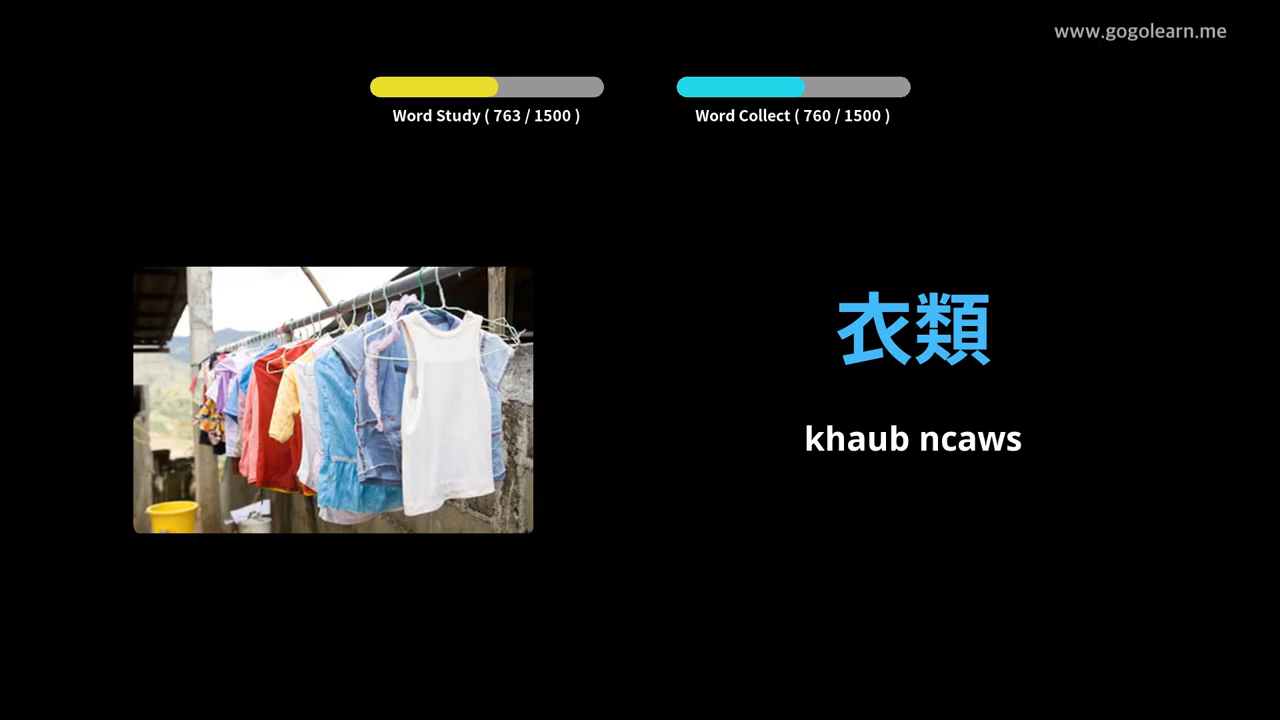 www.gogolearn.me
Word Study ( 763 / 1500 )
Word Collect ( 760 / 1500 )
衣類
khaub ncaws